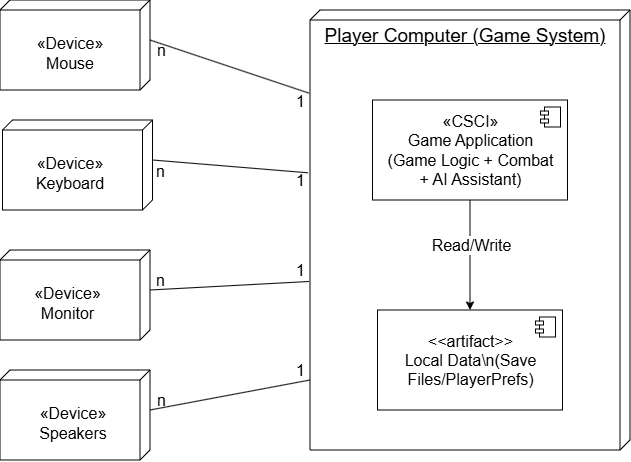 «Device»
Mouse
n
1
«Device»
Keyboard
n
1
«Device»
Monitor
n
1
«Device»
Speakers
n
1
Player Computer (Game System)
«CSCI»
Game Application
(Game Logic + Combat
+ AI Assistant)
Read/Write
<<artifact>>
Local Data\n(Save
Files/PlayerPrefs)